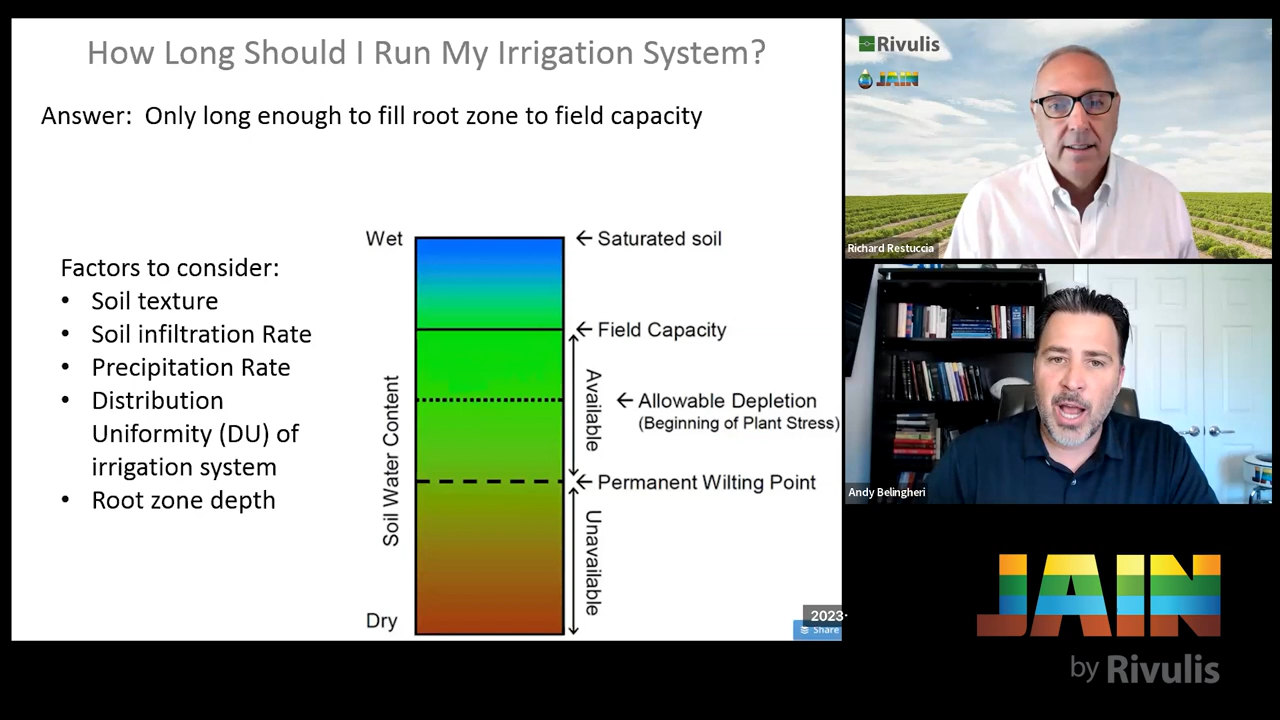 How Long Should I Run My Irrigation System?
Answer: Only long enough to fill root zone to field capacity
Factors to consider:
• Soil texture
• Soil infiltration Rate
• Precipitation Rate
• Distribution
Uniformity (DU) of
irrigation system
• Root zone depth
Wet
Soil Water Content
Dry
← Saturated soil
← Field Capacity
Available
← Allowable Depletion
(Beginning of Plant Stress)
← Permanent Wilting Point
Unavailable
2023-
Share
Rivulis
JAIN
Richard Restuccia
Andy Belingheri
JAIN
by Rivulis